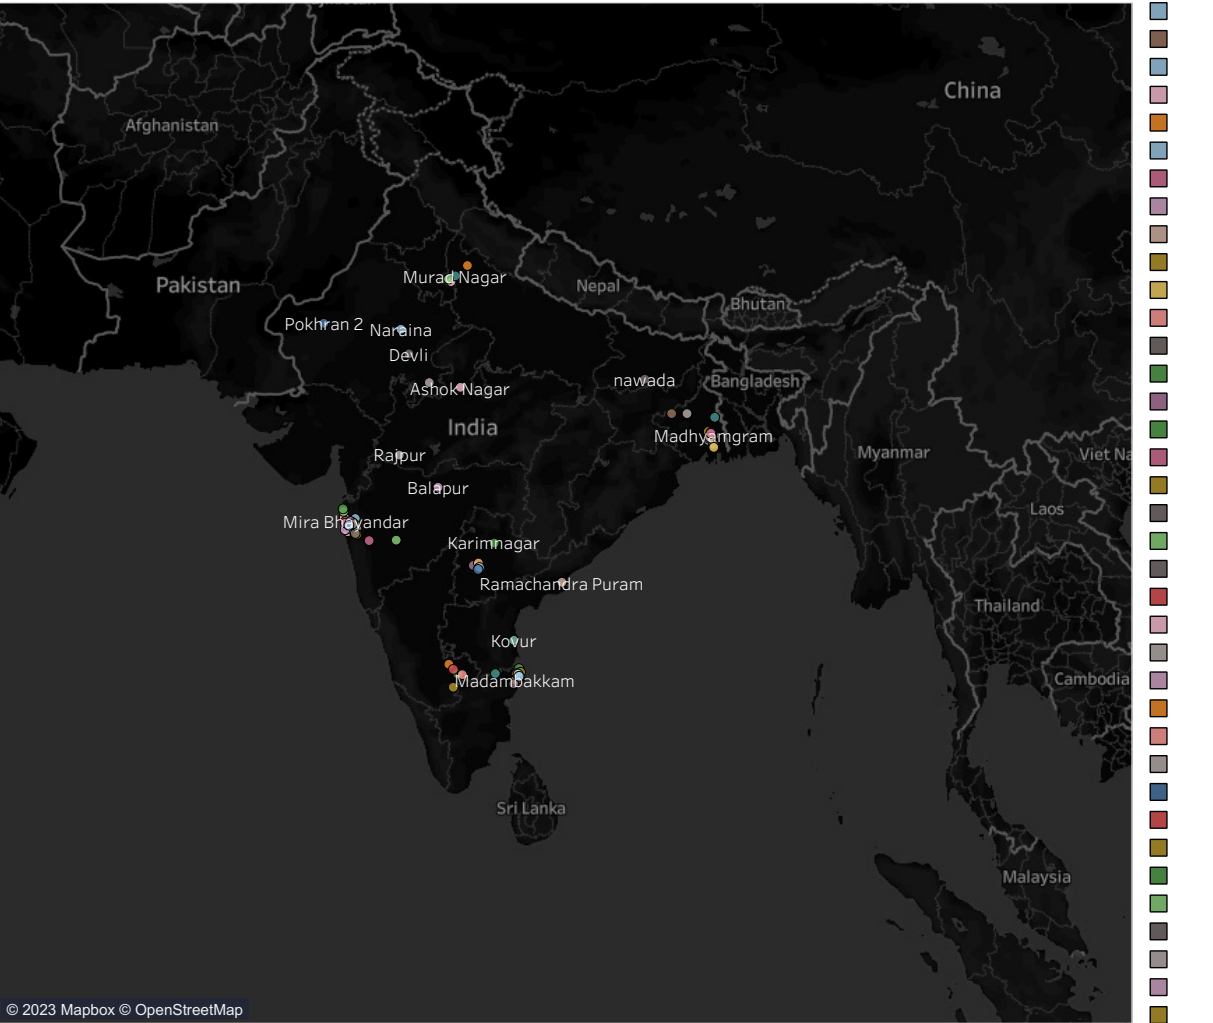 China
Afghanistan
Murad Nagar
Pakistan
Nepal
Bhutan
Pokhran 2
Naraina
Devli
nawada
Bangladesh
Ashok Nagar
India
Madhyamgram
Myanmar
Viet Na
Rajpur
Balapur
Laos
Mira Bhayandar
Karimnagar
Ramachandra Puram
Thailand
Kovur
Madambakkam
Cambodia
Sri Lanka
Malaysia
© 2023 Mapbox © OpenStreetMap